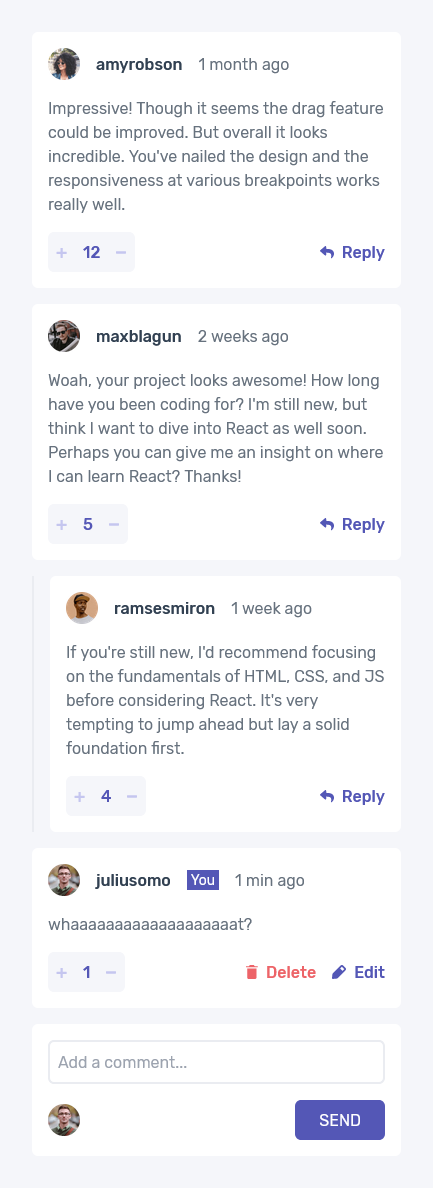 amyrobson 1 month ago
Impressive! Though it seems the drag feature
could be improved. But overall it looks
incredible. You've nailed the design and the
responsiveness at various breakpoints works
really well.
+ 12 − Reply
maxblagun 2 weeks ago
Woah, your project looks awesome! How long
have you been coding for? I'm still new, but
think I want to dive into React as well soon.
Perhaps you can give me an insight on where
I can learn React? Thanks!
+ 5 − Reply
ramsesmiron 1 week ago
If you're still new, I'd recommend focusing
on the fundamentals of HTML, CSS, and JS
before considering React. It's very
tempting to jump ahead but lay a solid
foundation first.
+ 4 − Reply
juliusomo You 1 min ago
whaaaaaaaaaaaaaaaaaaat?
+ 1 − Delete Edit
Add a comment...
SEND